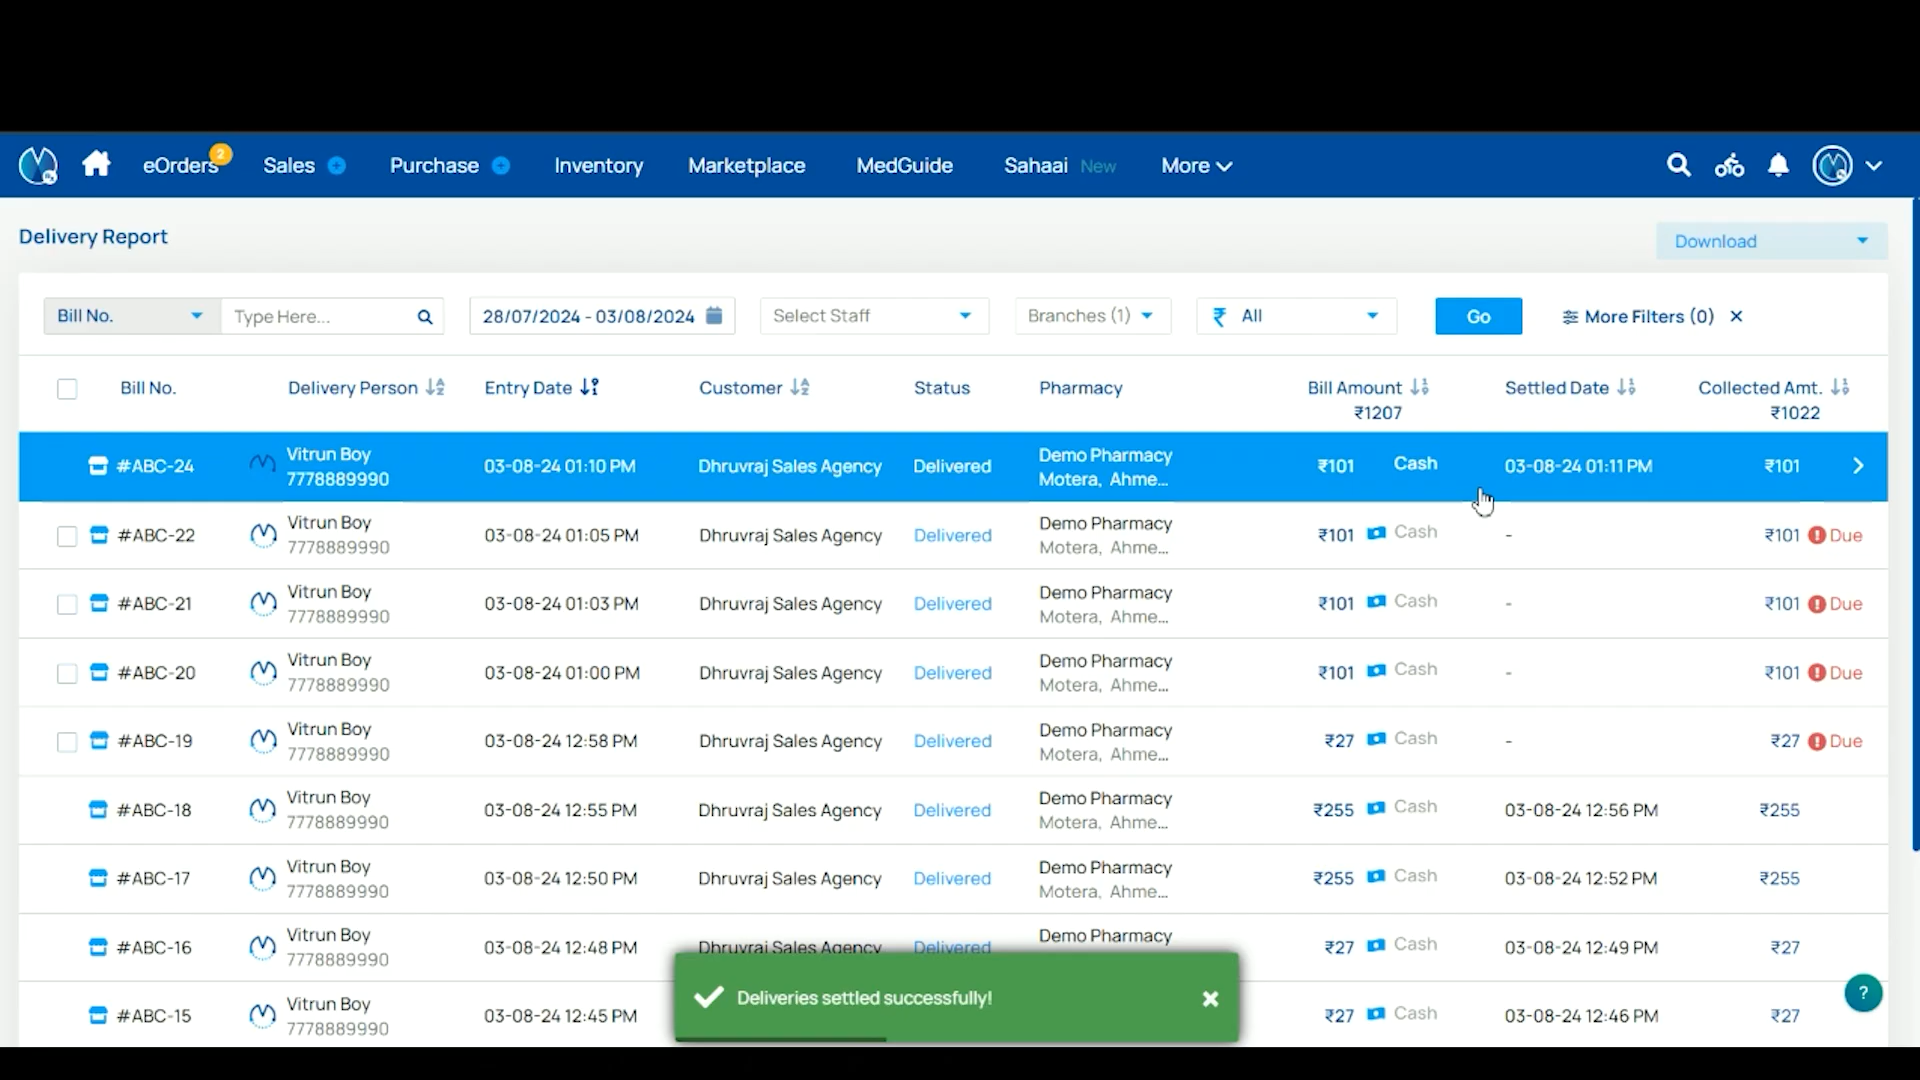 eOrders 2 Sales Purchase Inventory Marketplace MedGuide Sahaai New More
Delivery Report
Download
Bill No. Type Here... 28/07/2024 - 03/08/2024 Select Staff Branches (1) ₹ All Go More Filters (0)
Bill No. Delivery Person Entry Date Customer Status Pharmacy Bill Amount Settled Date Collected Amt.
₹1207 ₹1022
#ABC-24 Vitrun Boy 03-08-24 01:10 PM Dhruvraj Sales Agency Delivered Demo Pharmacy ₹101 Cash 03-08-24 01:11 PM ₹101
7778889990 Motera, Ahme...
#ABC-22 Vitrun Boy 03-08-24 01:05 PM Dhruvraj Sales Agency Delivered Demo Pharmacy ₹101 Cash - ₹101 Due
7778889990 Motera, Ahme...
#ABC-21 Vitrun Boy 03-08-24 01:03 PM Dhruvraj Sales Agency Delivered Demo Pharmacy ₹101 Cash - ₹101 Due
7778889990 Motera, Ahme...
#ABC-20 Vitrun Boy 03-08-24 01:00 PM Dhruvraj Sales Agency Delivered Demo Pharmacy ₹101 Cash - ₹101 Due
7778889990 Motera, Ahme...
#ABC-19 Vitrun Boy 03-08-24 12:58 PM Dhruvraj Sales Agency Delivered Demo Pharmacy ₹27 Cash - ₹27 Due
7778889990 Motera, Ahme...
#ABC-18 Vitrun Boy 03-08-24 12:55 PM Dhruvraj Sales Agency Delivered Demo Pharmacy ₹255 Cash 03-08-24 12:56 PM ₹255
7778889990 Motera, Ahme...
#ABC-17 Vitrun Boy 03-08-24 12:50 PM Dhruvraj Sales Agency Delivered Demo Pharmacy ₹255 Cash 03-08-24 12:52 PM ₹255
7778889990 Motera, Ahme...
#ABC-16 Vitrun Boy 03-08-24 12:48 PM Dhruvraj Sales Agency Delivered Demo Pharmacy ₹27 Cash 03-08-24 12:49 PM ₹27
7778889990
#ABC-15 Vitrun Boy 03-08-24 12:45 PM ₹27 Cash 03-08-24 12:46 PM ₹27
7778889990
Deliveries settled successfully!
?